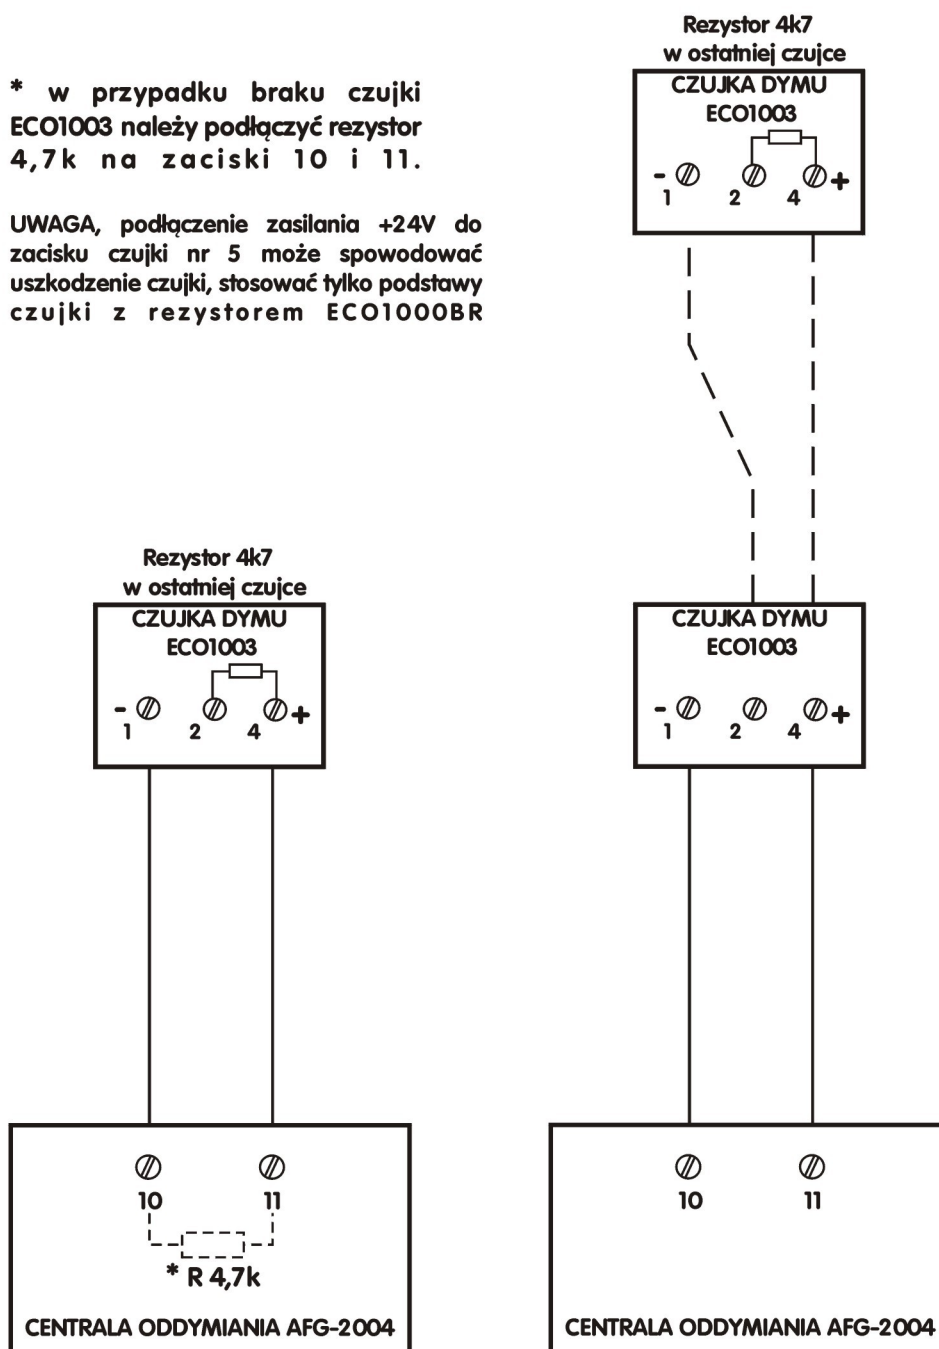 * w przypadku braku czujki
ECO1003 należy podłączyć rezystor
4,7k na zaciski 10 i 11.
UWAGA, podłączenie zasilania +24V do
zacisku czujki nr 5 może spowodować
uszkodzenie czujki, stosować tylko podstawy
czujki z rezystorem ECO1000BR
Rezystor 4k7
w ostatniej czujce
CZUJKA DYMU
ECO1003
- +
1 2 4
Rezystor 4k7
w ostatniej czujce
CZUJKA DYMU
ECO1003
- +
1 2 4
10 11
* R 4,7k
CENTRALA ODDYMIANIA AFG-2004
CZUJKA DYMU
ECO1003
- +
1 2 4
10 11
CENTRALA ODDYMIANIA AFG-2004